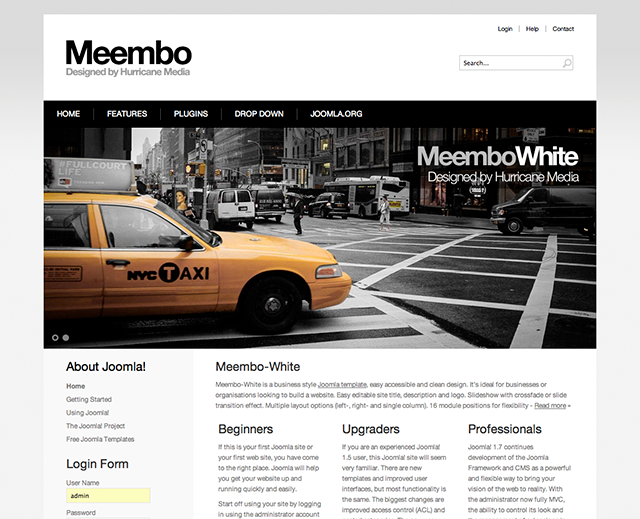 Login | Help | Contact
Meembo
Designed by Hurricane Media
Search...
HOME
FEATURES
PLUGINS
DROP DOWN
JOOMLA.ORG
#FULLCOURT
LIFE
MeemboWhite
Designed by Hurricane Media
NYC TAXI
About Joomla!
Home
Getting Started
Using Joomla!
The Joomla! Project
Free Joomla Templates
Login Form
User Name
admin
Password
Meembo-White
Meembo-White is a business style Joomla template, easy accessible and clean design. It's ideal for businesses or
organisations looking to build a website. Easy editable site title, description and logo. Slideshow with crossfade or slide
transition effect. Multiple layout options (left-, right- and single column). 16 module positions for flexibility - Read more »
Beginners
If this is your first Joomla site or
your first web site, you have come
to the right place. Joomla will help
you get your website up and
running quickly and easily.
Start off using your site by logging
in using the administrator account
Upgraders
If you are an experienced Joomla!
1.5 user, this Joomla site will seem
very familiar. There are new
templates and improved user
interfaces, but most functionality is
the same. The biggest changes are
improved access control (ACL) and
Professionals
Joomla! 1.7 continues
development of the Joomla
Framework and CMS as a powerful
and flexible way to bring your
vision of the web to reality. With
the administrator now fully MVC,
the ability to control its look and